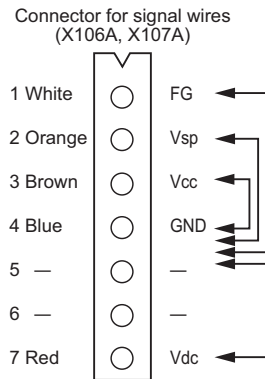 Connector for signal wires
(X106A, X107A)
1 White FG
2 Orange Vsp
3 Brown Vcc
4 Blue GND
5 — —
6 — —
7 Red Vdc